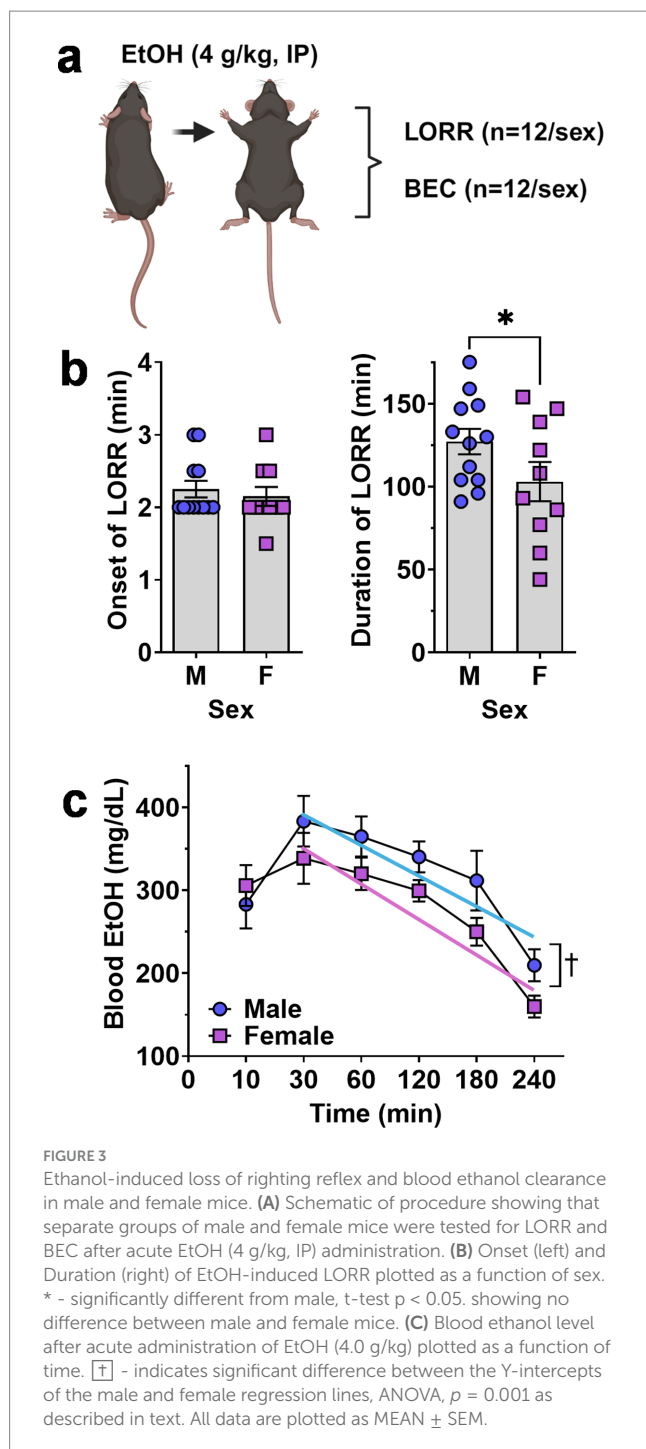 a
EtOH (4 g/kg, IP)
LORR (n=12/sex)
BEC (n=12/sex)
b
Onset of LORR (min)
4
3
2
1
0
M F
Sex
*
Duration of LORR (min)
150
100
50
0
M F
Sex
c
Blood EtOH (mg/dL)
400
300
200
100
Male
Female
†
0 10 30 60 120 180 240
Time (min)
FIGURE 3
Ethanol-induced loss of righting reflex and blood ethanol clearance
in male and female mice. (A) Schematic of procedure showing that
separate groups of male and female mice were tested for LORR and
BEC after acute EtOH (4 g/kg, IP) administration. (B) Onset (left) and
Duration (right) of EtOH-induced LORR plotted as a function of sex.
* - significantly different from male, t-test p < 0.05. showing no
difference between male and female mice. (C) Blood ethanol level
after acute administration of EtOH (4.0 g/kg) plotted as a function of
time. † - indicates significant difference between the Y-intercepts
of the male and female regression lines, ANOVA, p = 0.001 as
described in text. All data are plotted as MEAN ± SEM.